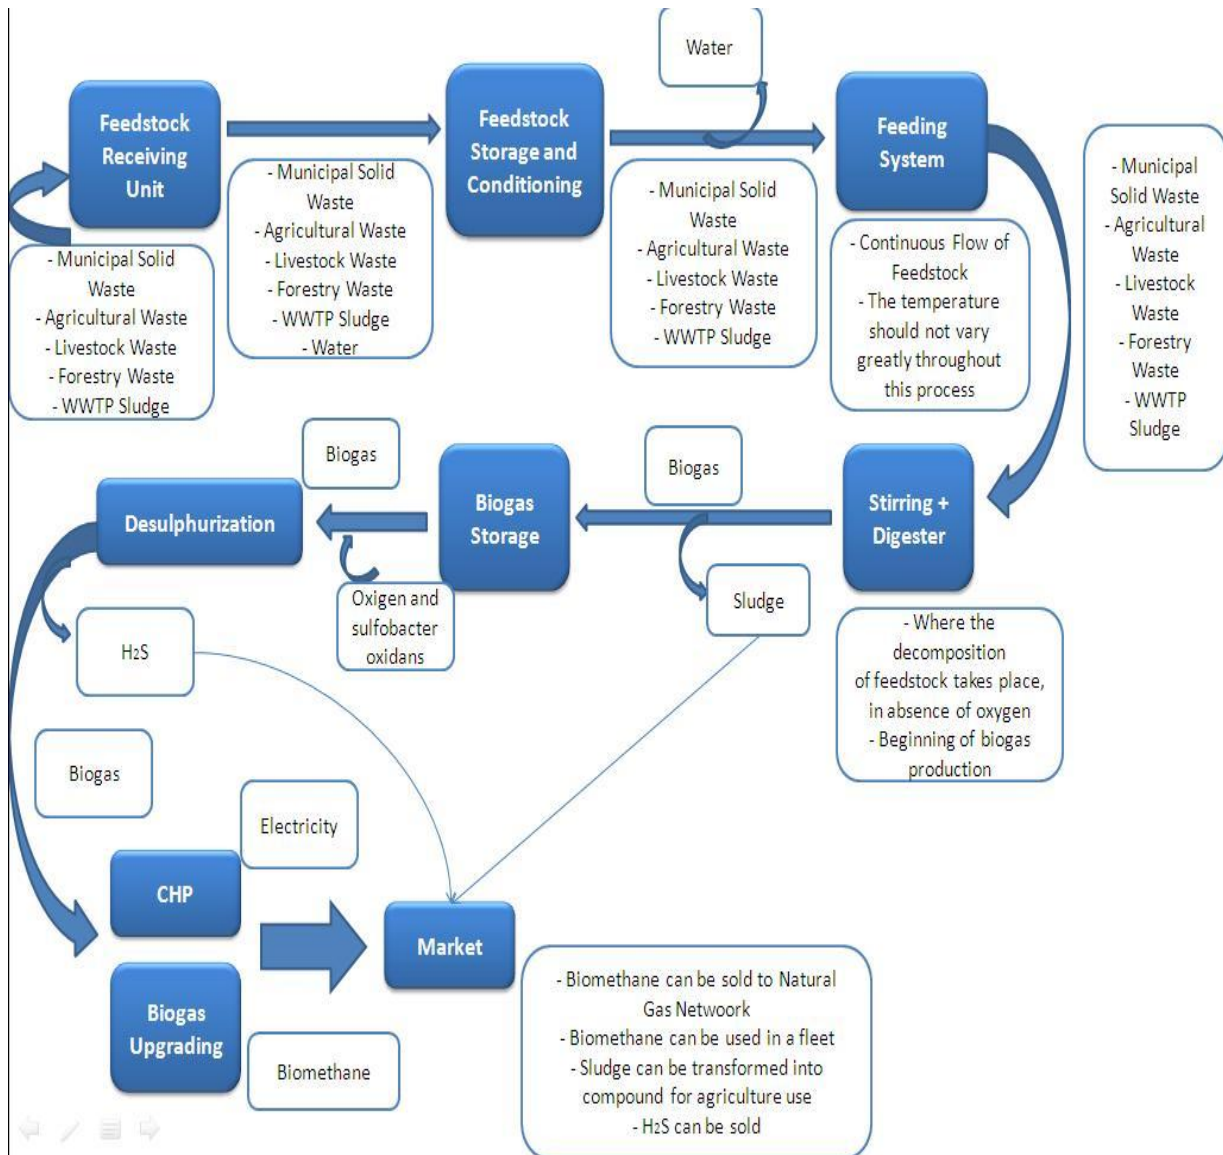 Water
Feedstock
Receiving
Unit
Feedstock
Storage and
Conditioning
Feeding
System
- Municipal Solid
Waste
- Agricultural Waste
- Livestock Waste
- Forestry Waste
- WWTP Sludge
- Municipal Solid
Waste
- Agricultural Waste
- Livestock Waste
- Forestry Waste
- WWTP Sludge
- Water
- Municipal Solid
Waste
- Agricultural Waste
- Livestock Waste
- Forestry Waste
- WWTP Sludge
- Continuous Flow of
Feedstock
- The temperature
should not vary
greatly throughout
this process
- Municipal
Solid Waste
- Agricultural
Waste
- Livestock
Waste
- Forestry
Waste
- WWTP
Sludge
Stirring +
Digester
- Where the
decomposition
of feedstock takes place,
in absence of oxygen
- Beginning of biogas
production
Biogas
Sludge
Biogas
Storage
Biogas
Oxigen and
sulfobacter
oxidans
Desulphurization
H2S
Biogas
CHP
Electricity
Biogas
Upgrading
Biomethane
Market
- Biomethane can be sold to Natural
Gas Netwoork
- Biomethane can be used in a fleet
- Sludge can be transformed into
compound for agriculture use
- H2S can be sold